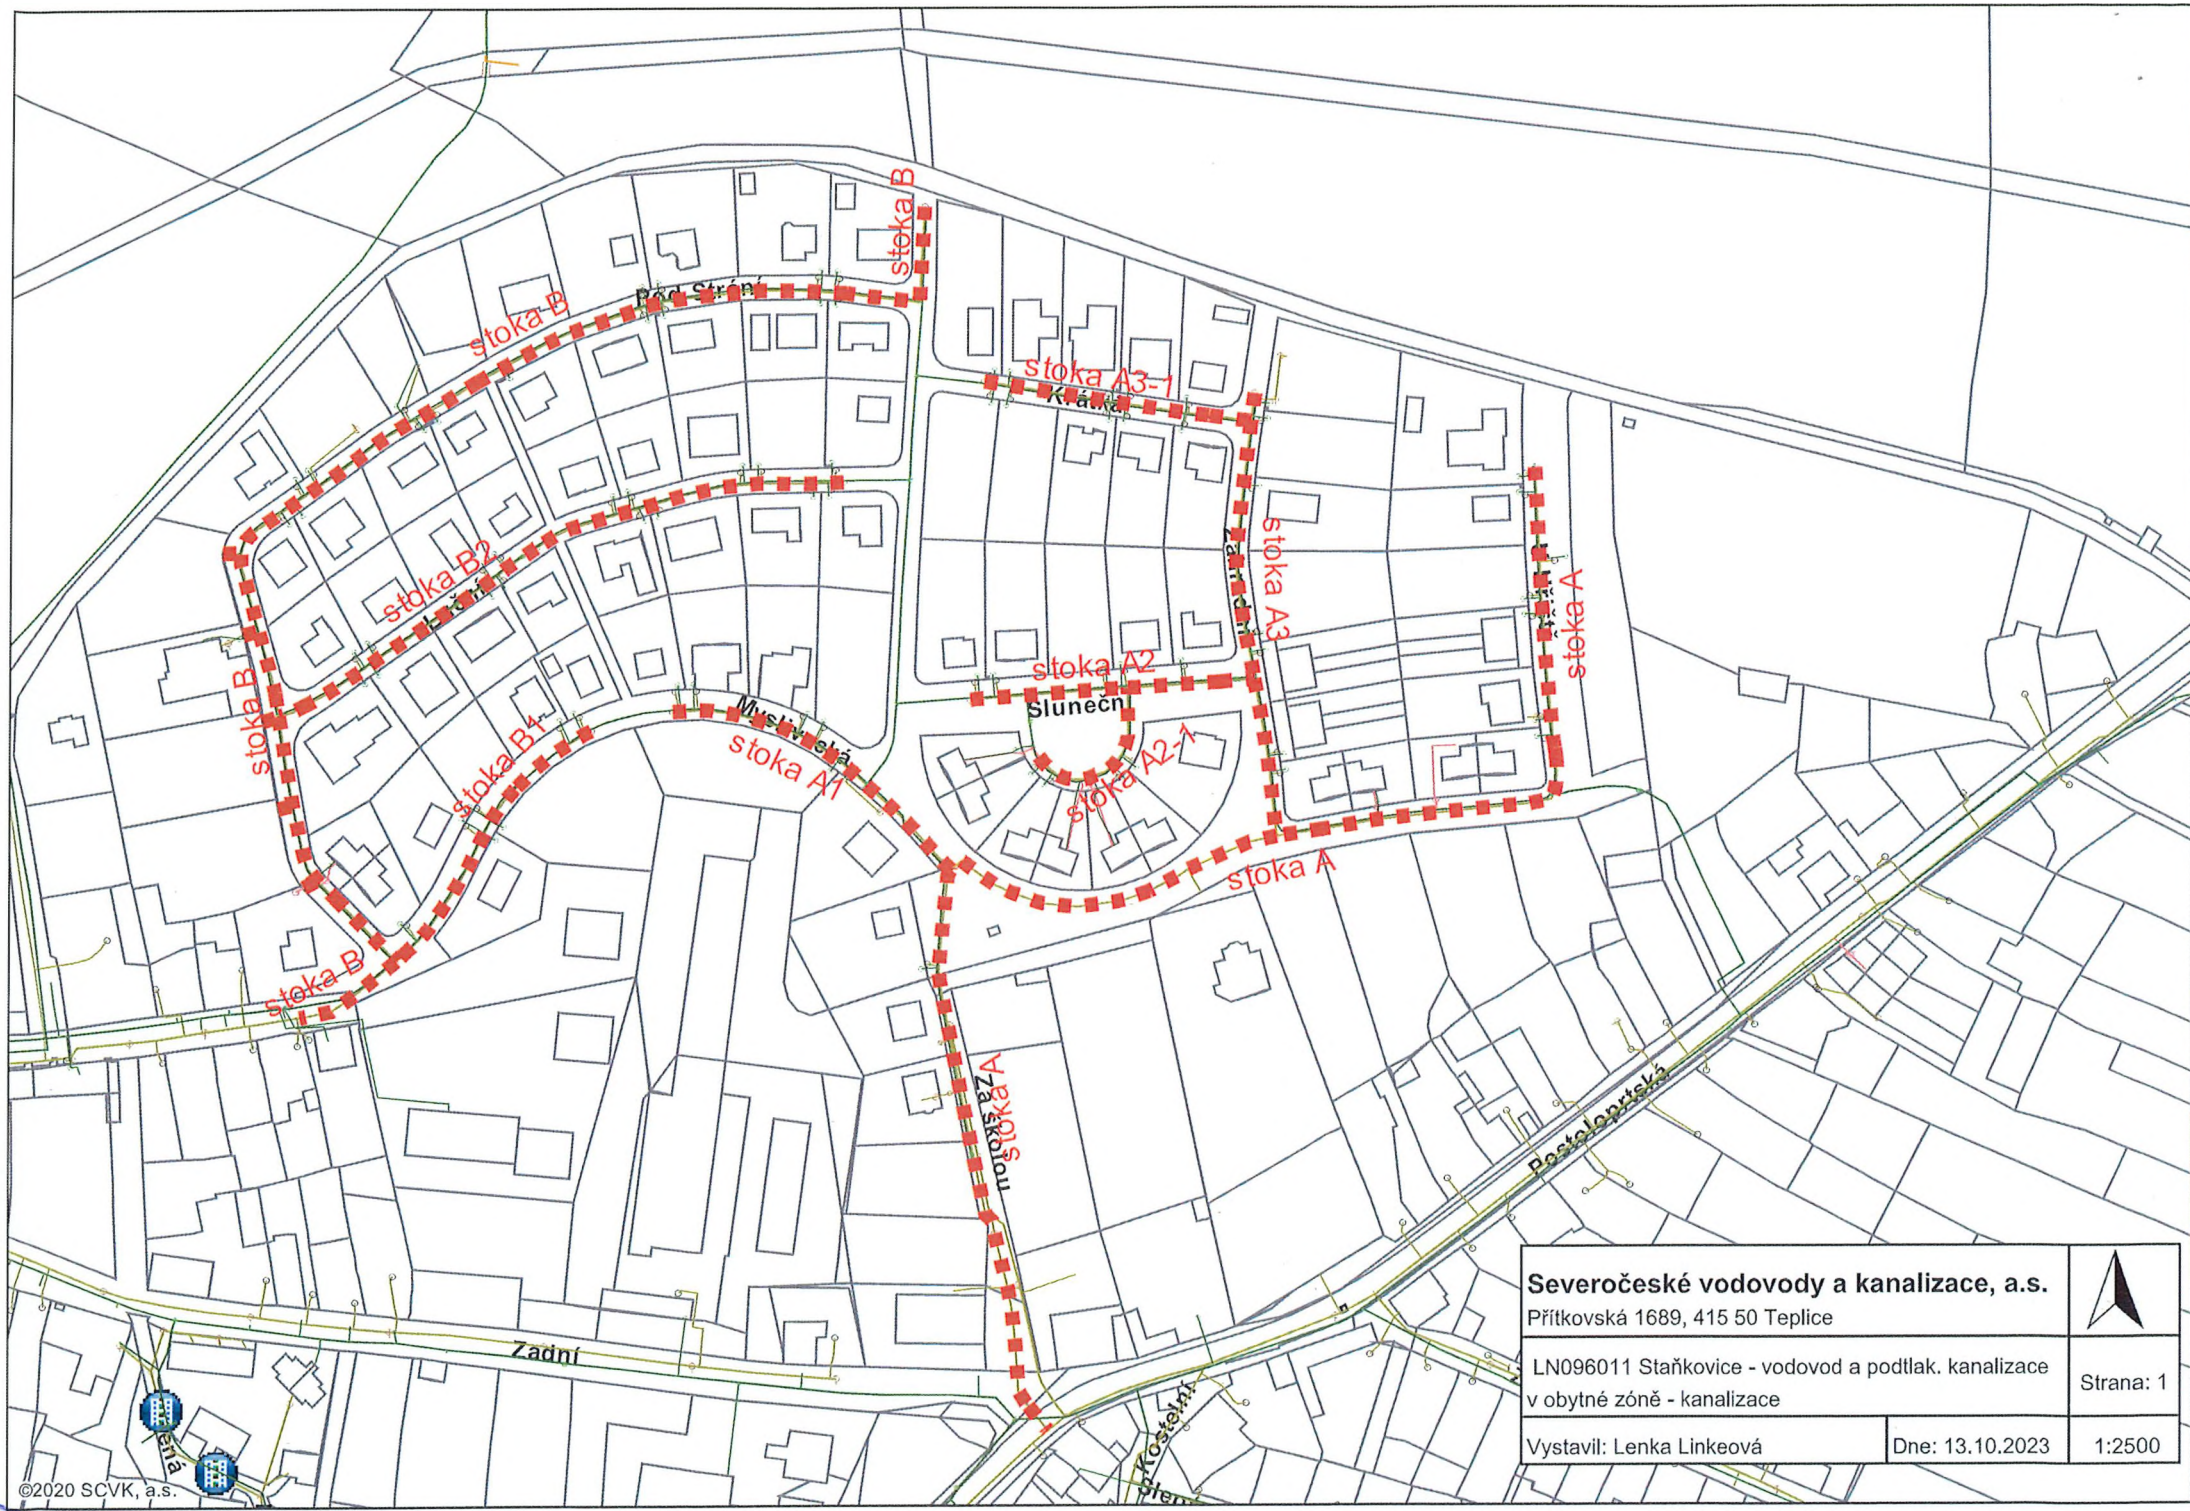 stoka B
Pod Strání
stoka B
stoka A3-1
Krátká
stoka B2
stoka A3
stoka A
stoka B
stoka A2
Slunečn
Myslivecká
stoka A1
stoka B1
stoka A2-1
stoka A
stoka B
stoka A
Za školou
Postoloprtská
Zadní
Kostelní
Severočeské vodovody a kanalizace, a.s.
Přítkovská 1689, 415 50 Teplice
LN096011 Staňkovice - vodovod a podtlak. kanalizace
v obytné zóně - kanalizace
Strana: 1
Vystavil: Lenka Linkeová
Dne: 13.10.2023
1:2500
©2020 SCVK, a.s.